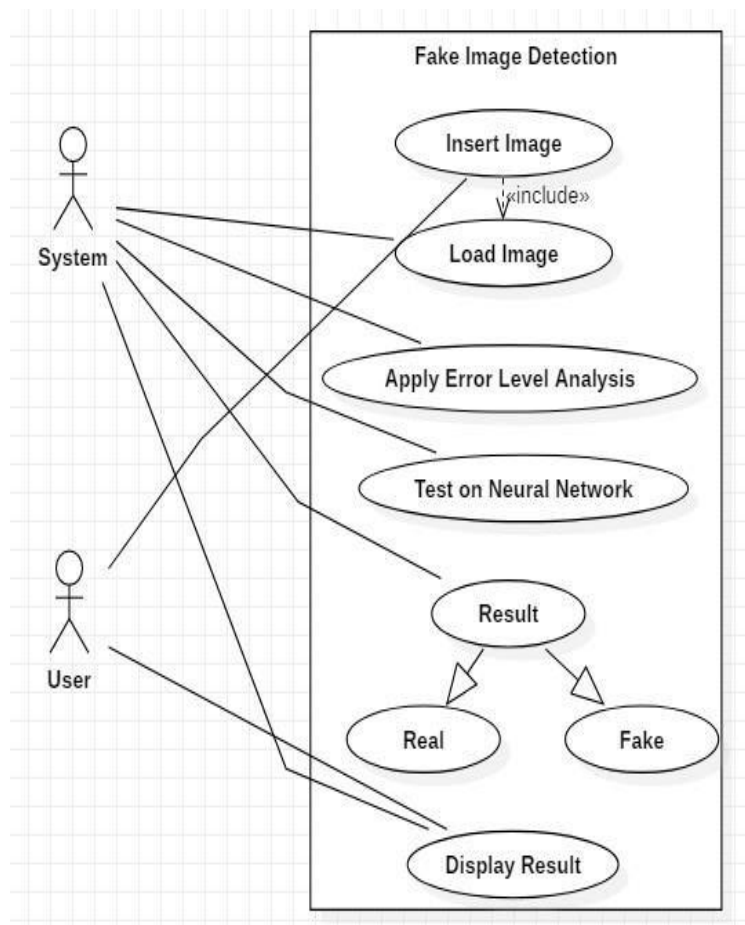 Fake Image Detection
Insert Image
«include»
Load Image
System
Apply Error Level Analysis
Test on Neural Network
Result
User
Real
Fake
Display Result